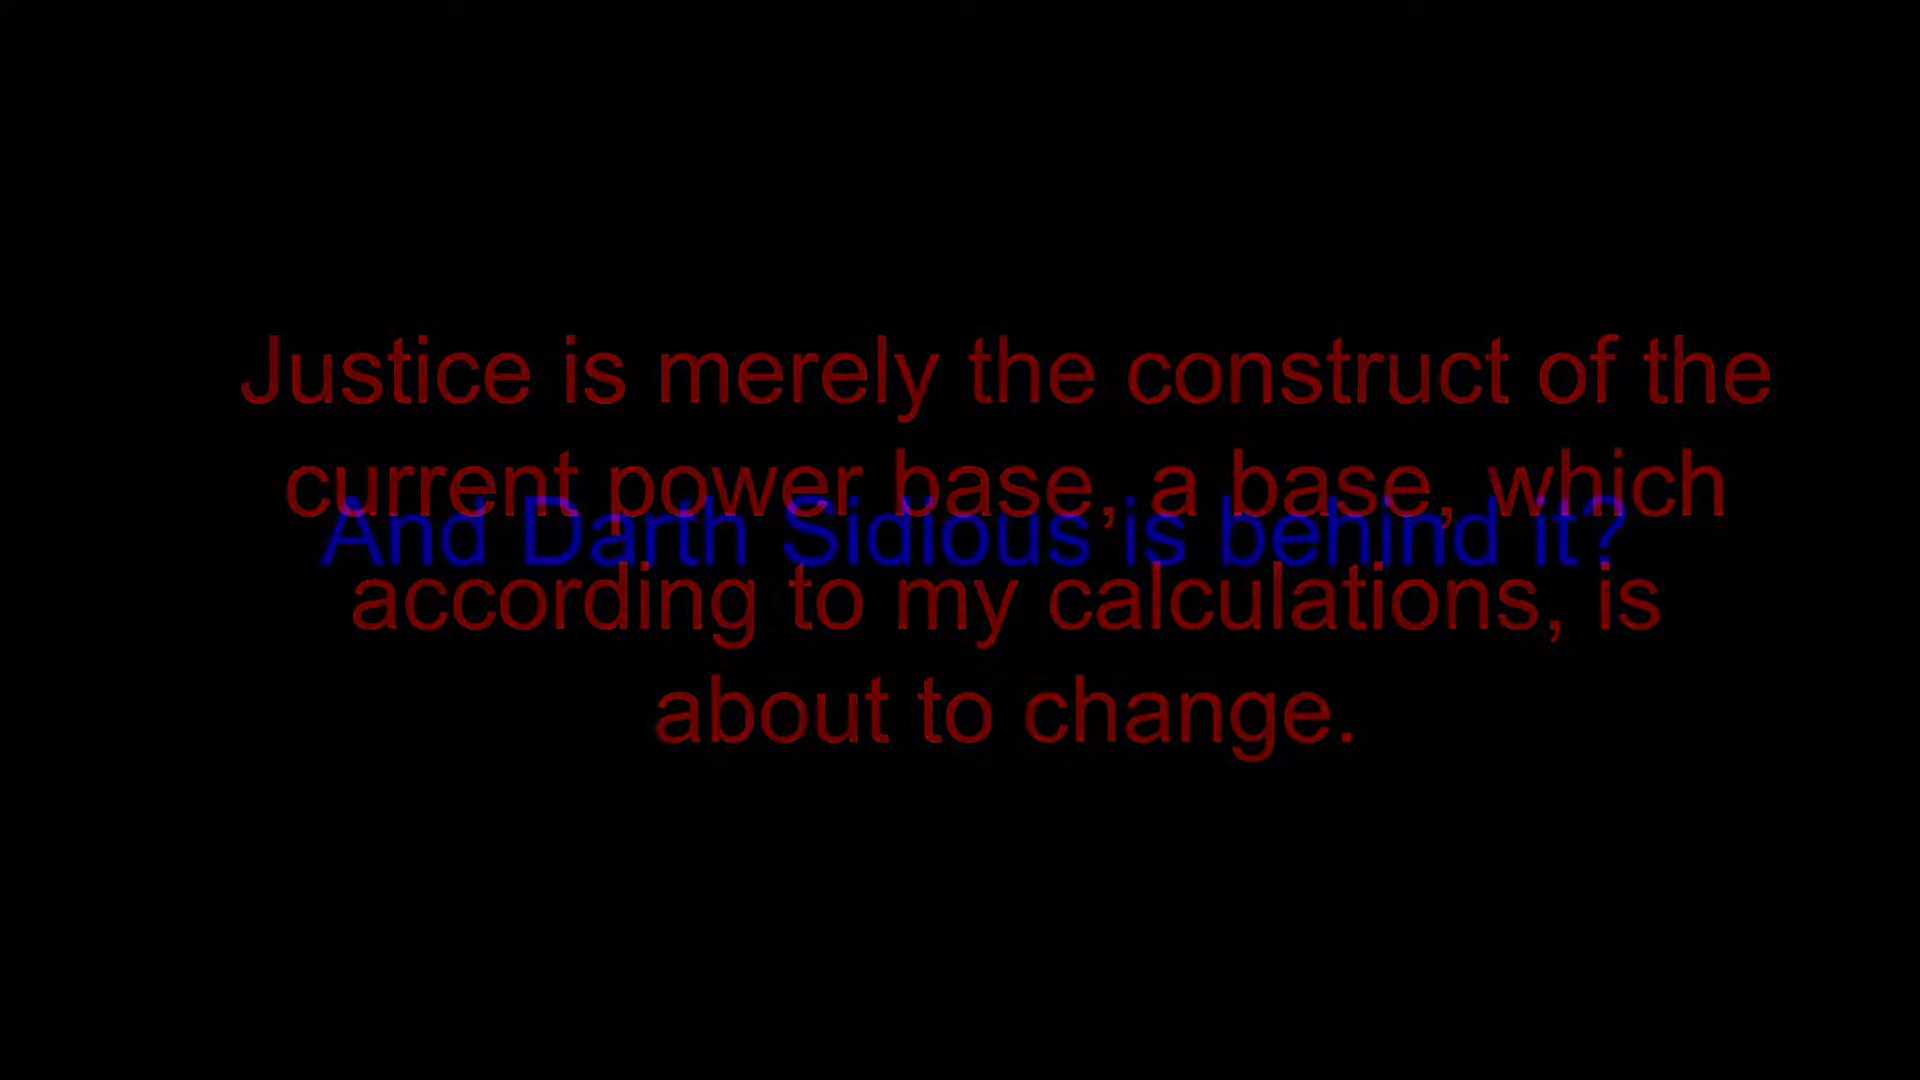 Justice is merely the construct of the
current power base, a base, which
And Darth Sidious is behind it?
according to my calculations, is
about to change.